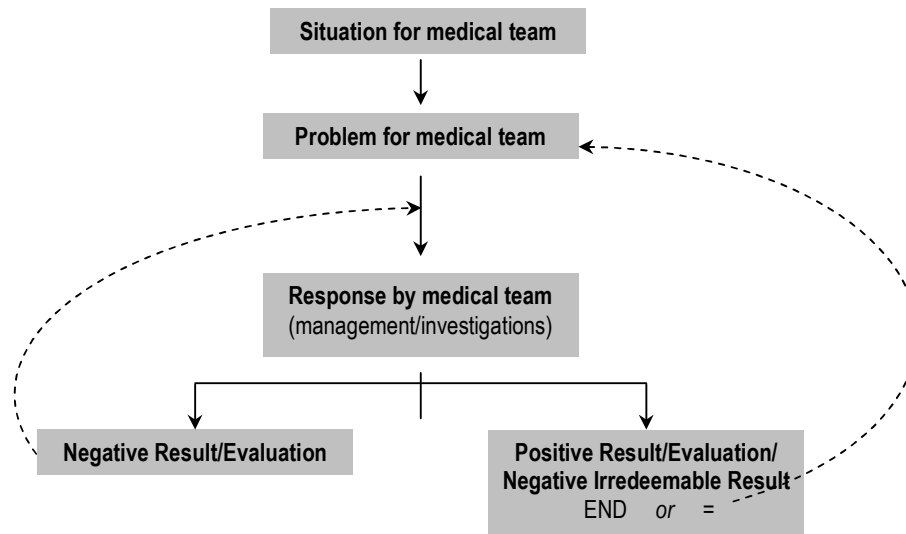 Situation for medical team
Problem for medical team
Response by medical team
(management/investigations)
Negative Result/Evaluation
Positive Result/Evaluation/
Negative Irredeemable Result
END or =